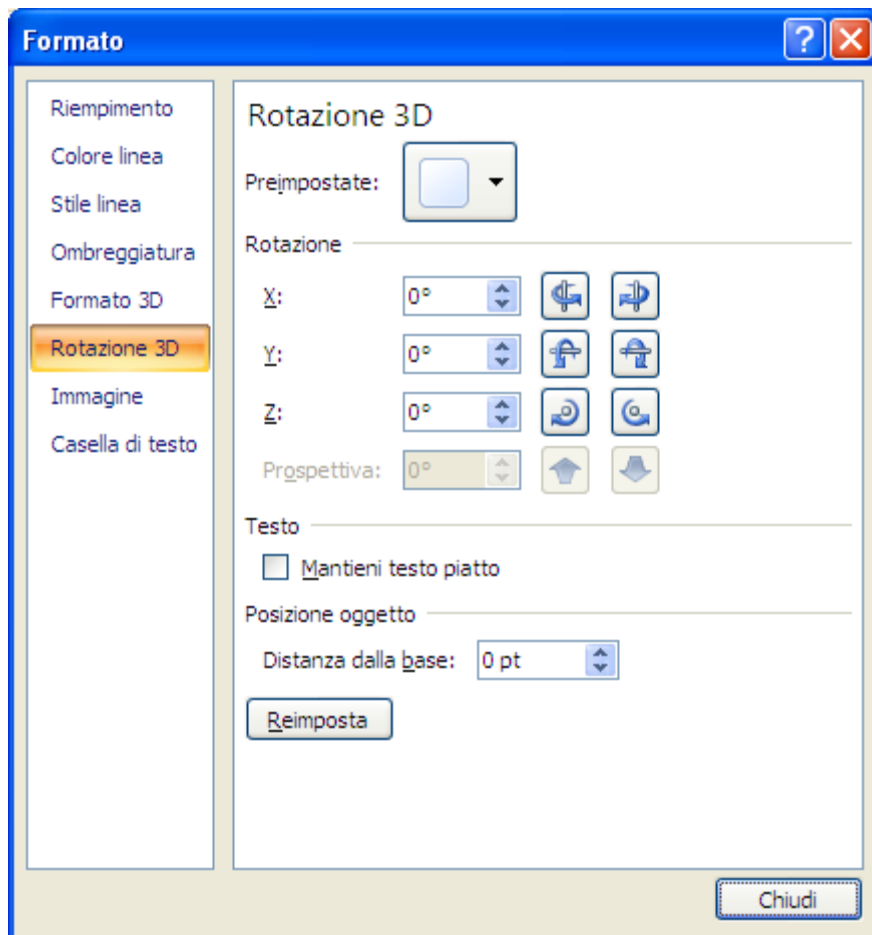 Formato
Riempimento
Colore linea
Stile linea
Ombreggiatura
Formato 3D
Rotazione 3D
Immagine
Casella di testo
Rotazione 3D
Preimpostate:
Rotazione
X: 0°
Y: 0°
Z: 0°
Prospettiva: 0°
Testo
Mantieni testo piatto
Posizione oggetto
Distanza dalla base: 0 pt
Reimposta
Chiudi